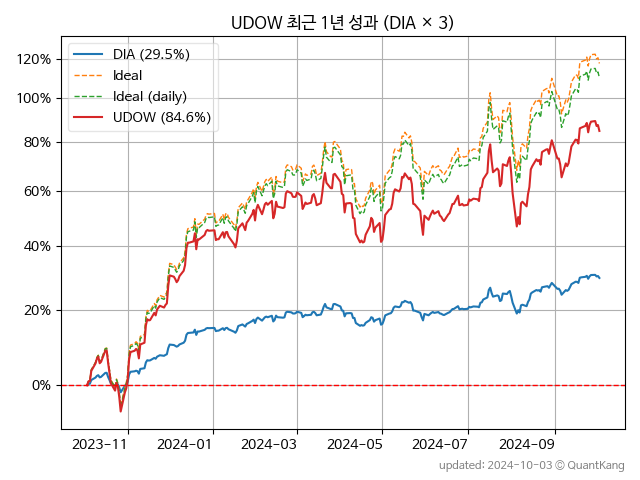 UDOW 최근 1년 성과 (DIA × 3)
DIA (29.5%)
Ideal
Ideal (daily)
UDOW (84.6%)
120%
100%
80%
60%
40%
20%
0%
2023-11
2024-01
2024-03
2024-05
2024-07
2024-09
updated: 2024-10-03 ⓒ QuantKang